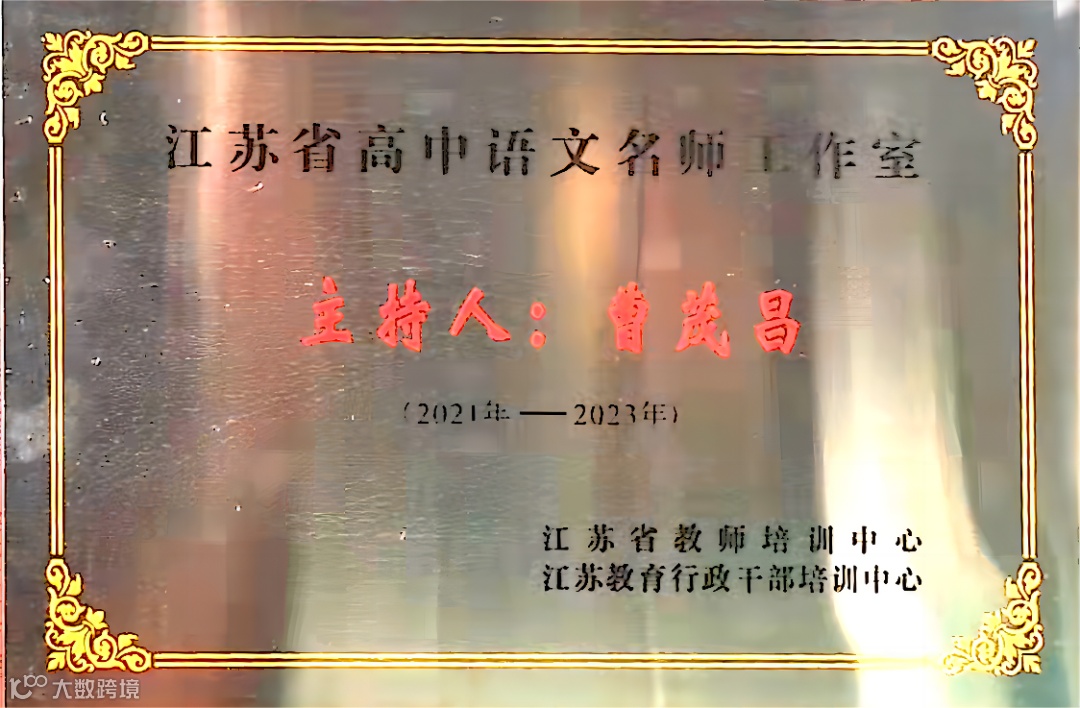 江苏省高中语文名师工作室
主持人：曹茂昌
（2021年——2023年）
江苏省教师培训中心
江苏教育行政干部培训中心
大数跨境